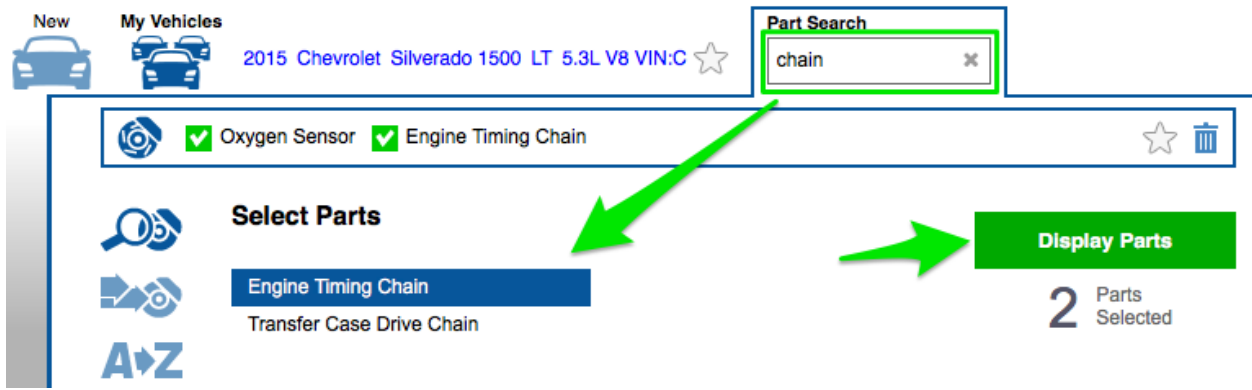 New
My Vehicles
Part Search
2015 Chevrolet Silverado 1500 LT 5.3L V8 VIN:C
chain
Oxygen Sensor
Engine Timing Chain
Select Parts
Display Parts
Engine Timing Chain
2 Parts Selected
Transfer Case Drive Chain
A Z